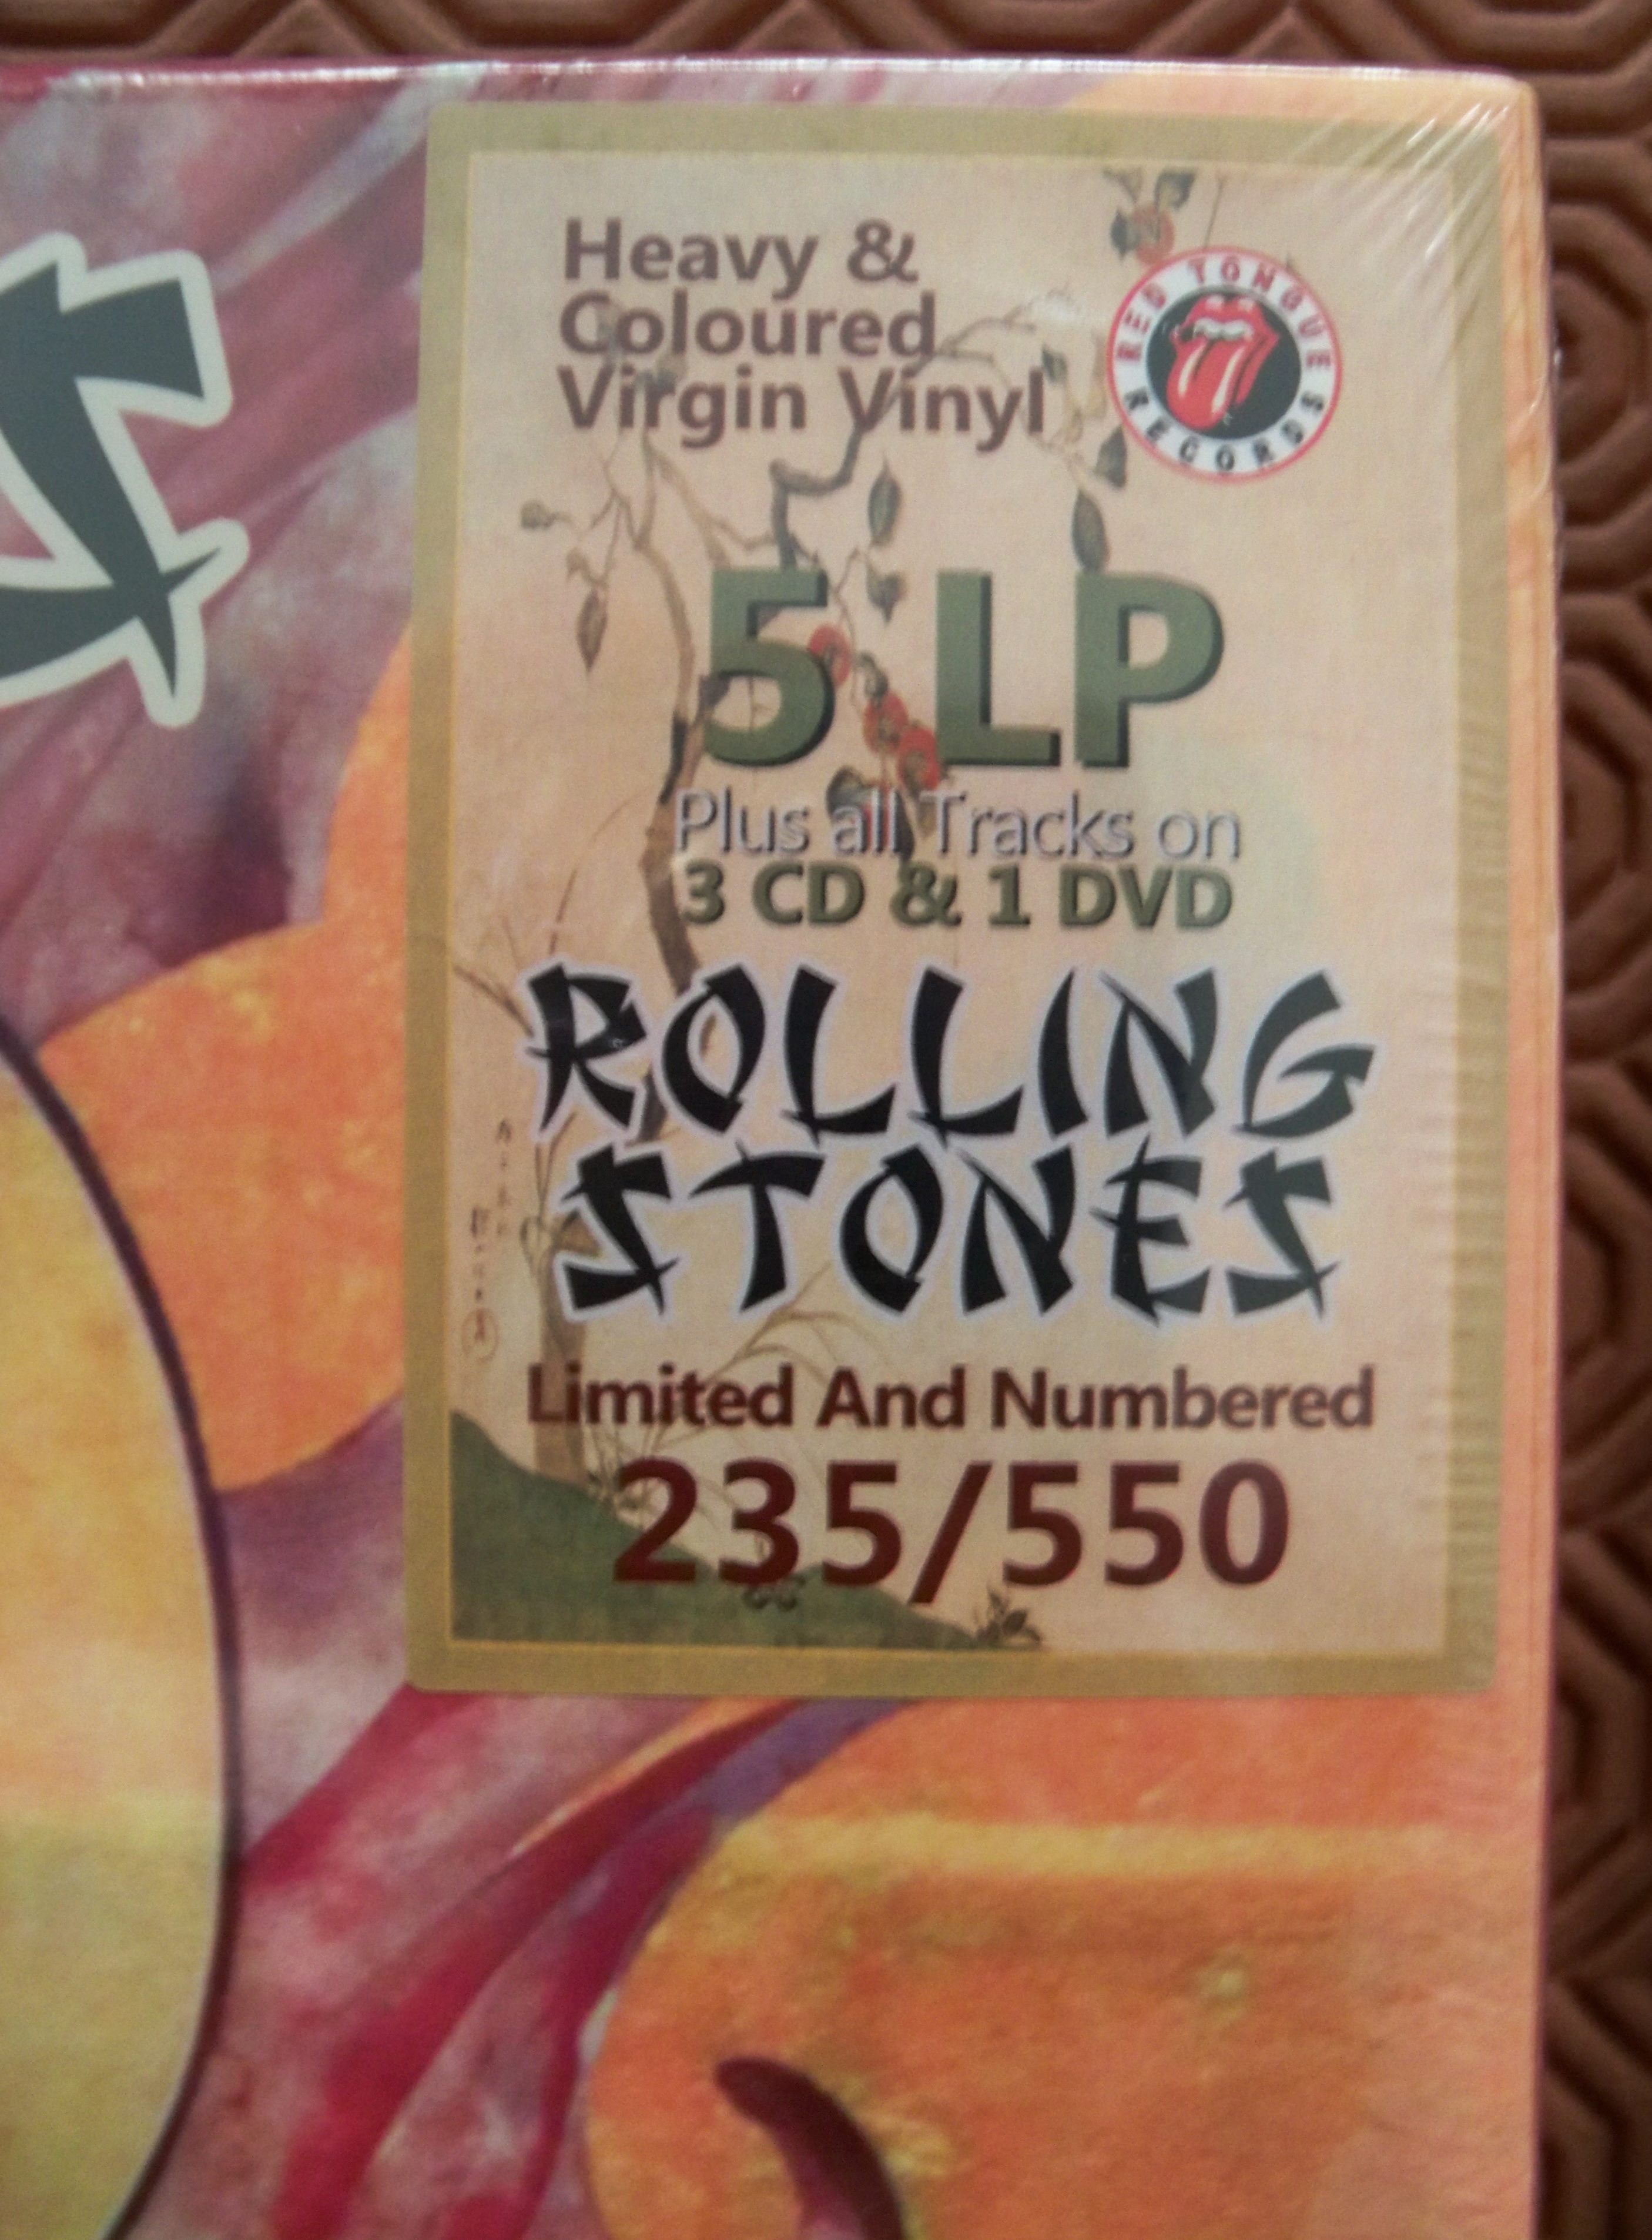 Heavy &
Coloured
Virgin Vinyl
RED TONGUE
RECORDS
5 LP
Plus all Tracks on
3 CD & 1 DVD
ROLLING
STONES
Limited And Numbered
235/550
S